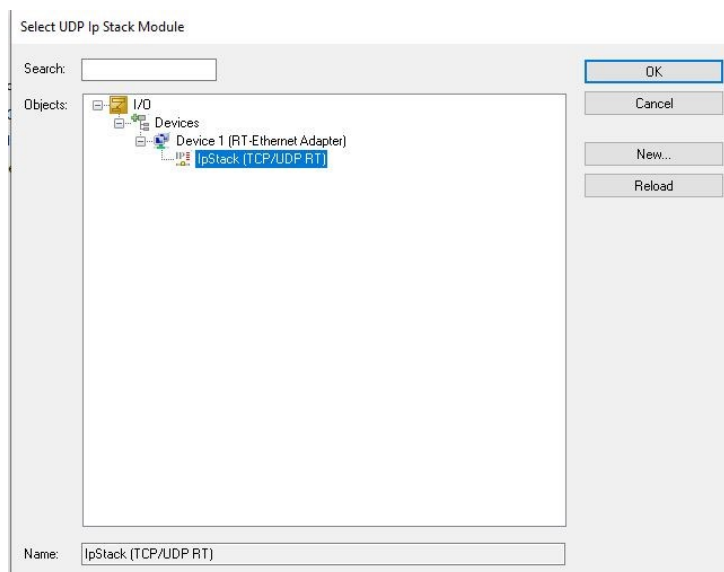 Select UDP Ip Stack Module
Search:
OK
Objects:
I/O
Cancel
Devices
Device 1 (RT-Ethernet Adapter)
New...
IpStack (TCP/UDP RT)
Reload
Name:
IpStack (TCP/UDP RT)